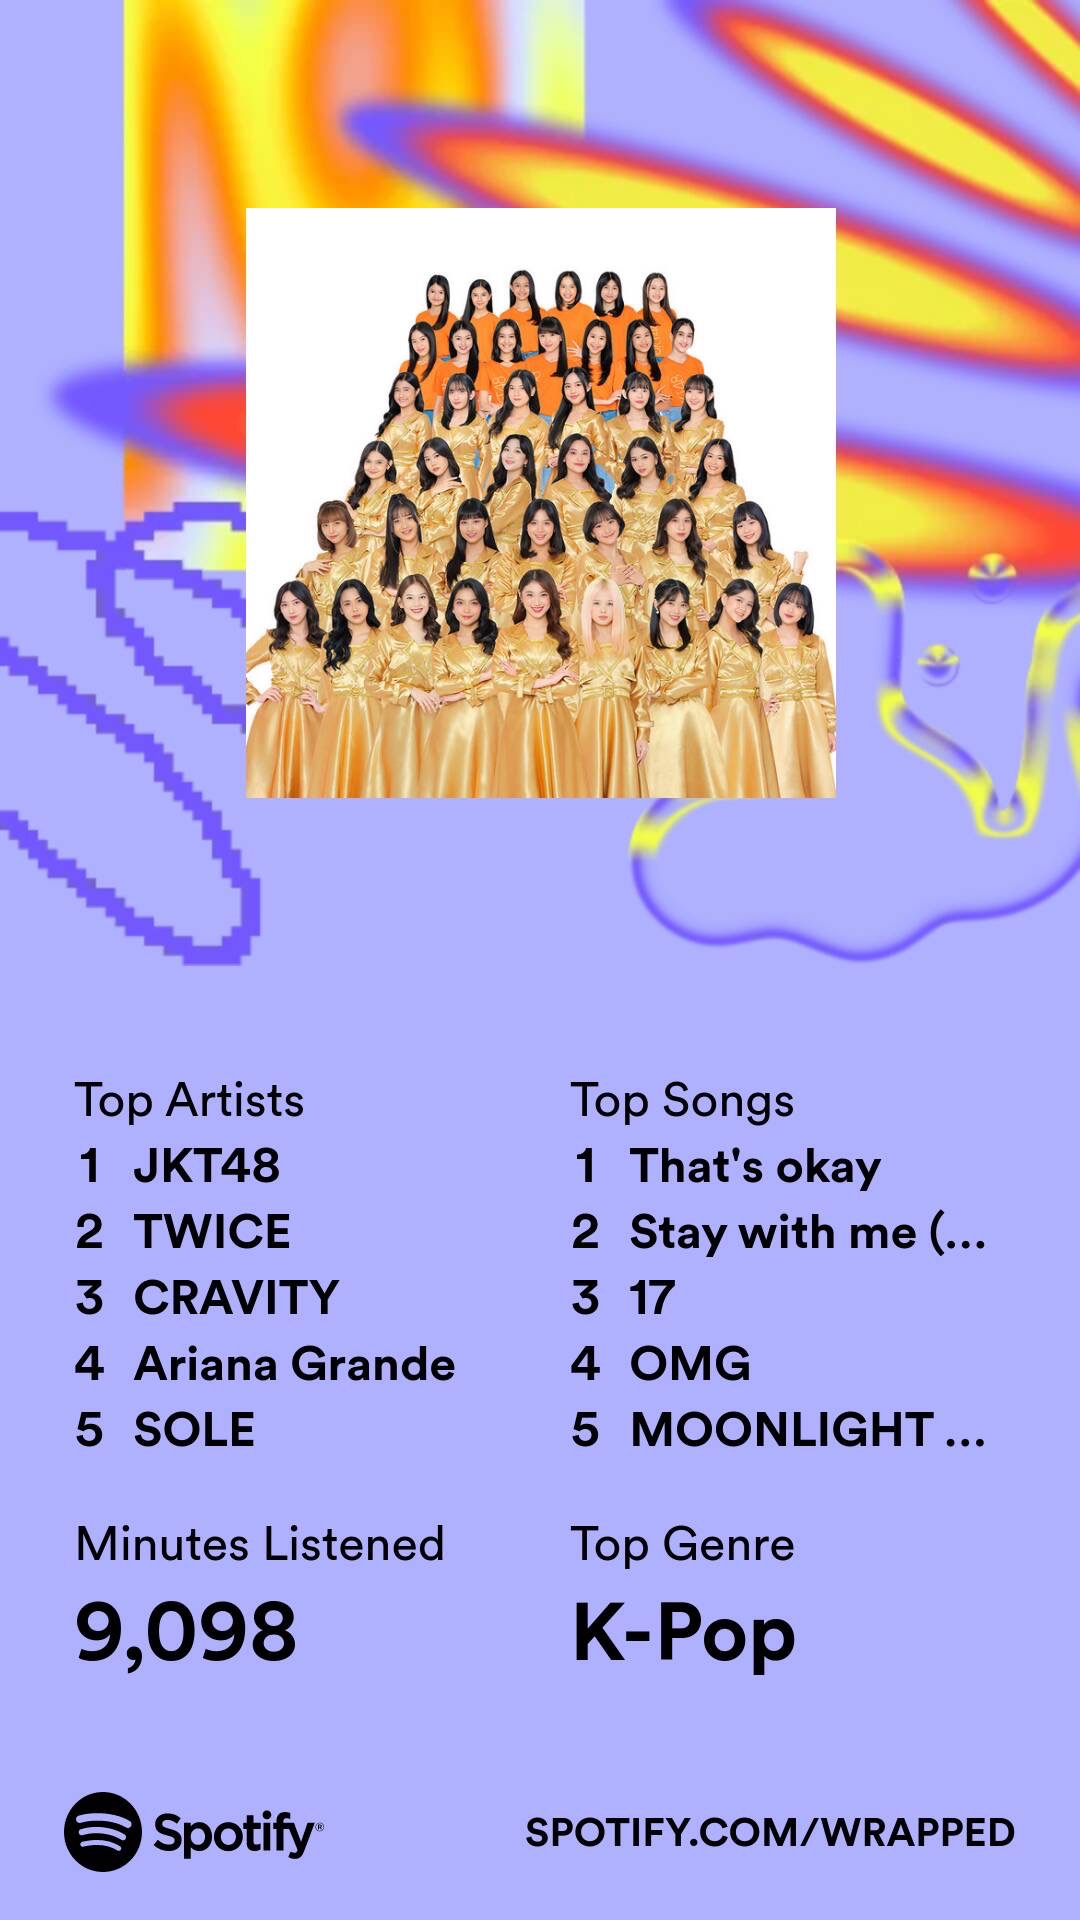 Top Artists
1 JKT48
2 TWICE
3 CRAVITY
4 Ariana Grande
5 SOLE
Top Songs
1 That's okay
2 Stay with me (...
3 17
4 OMG
5 MOONLIGHT ...
Minutes Listened
9,098
Top Genre
K-Pop
Spotify®
SPOTIFY.COM/WRAPPED